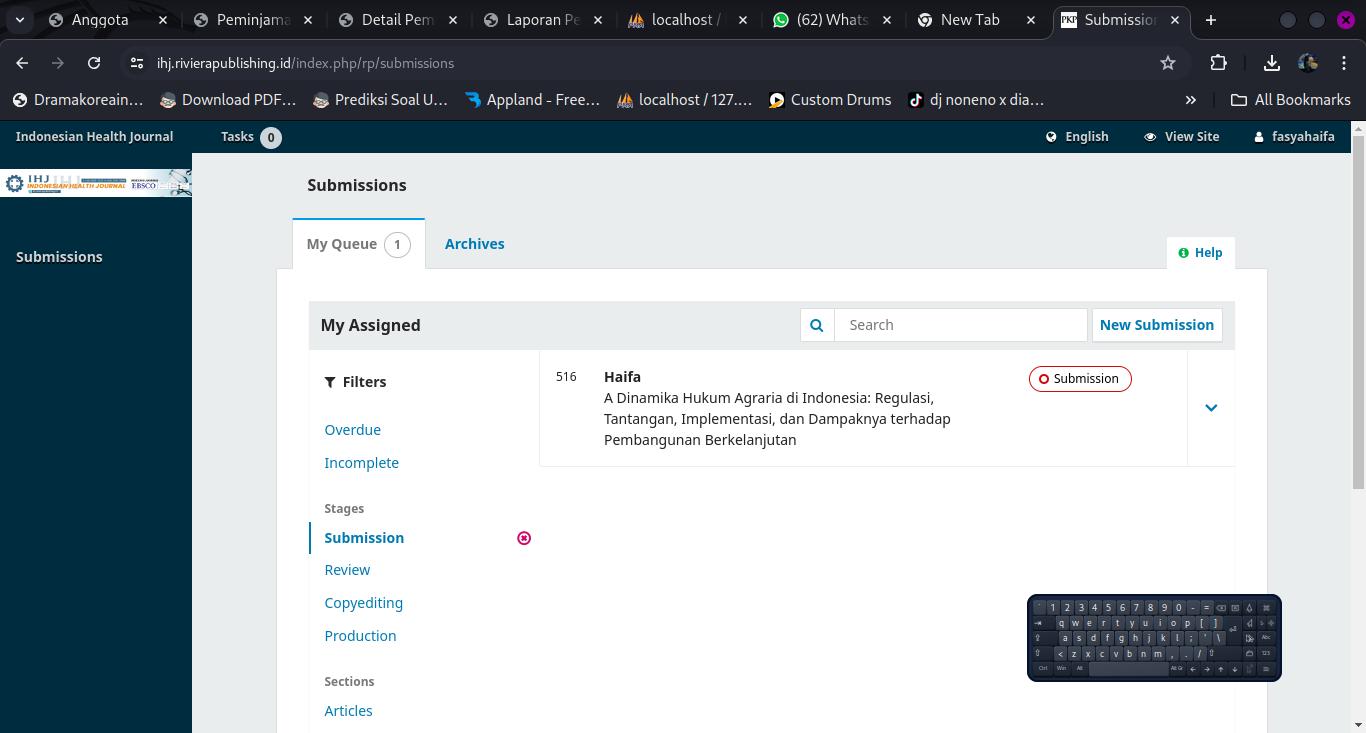 Anggota
Peminjama
Detail Pem
Laporan Pe
localhost /
(62) Whats
New Tab
PKP Submission
ihj.rivierapublishing.id/index.php/rp/submissions
Dramakoreain...
Download PDF...
Prediksi Soal U...
Appland - Free...
localhost / 127....
Custom Drums
dj noneno x dia...
All Bookmarks
Indonesian Health Journal
Tasks 0
English
View Site
fasyahaifa
IHJ
INDONESIAN HEALTH JOURNAL
EBSCO
Submissions
Submissions
My Queue 1
Archives
Help
My Assigned
Search
New Submission
Filters
Overdue
Incomplete
Stages
Submission
Review
Copyediting
Production
Sections
Articles
516
Haifa
A Dinamika Hukum Agraria di Indonesia: Regulasi,
Tantangan, Implementasi, dan Dampaknya terhadap
Pembangunan Berkelanjutan
Submission
` 1 2 3 4 5 6 7 8 9 0 - =
q w e r t y u i o p [ ]
a s d f g h j k l ; ' \ Abc
< z x c v b n m , . / 123
Ctrl Win Alt Alt Gr